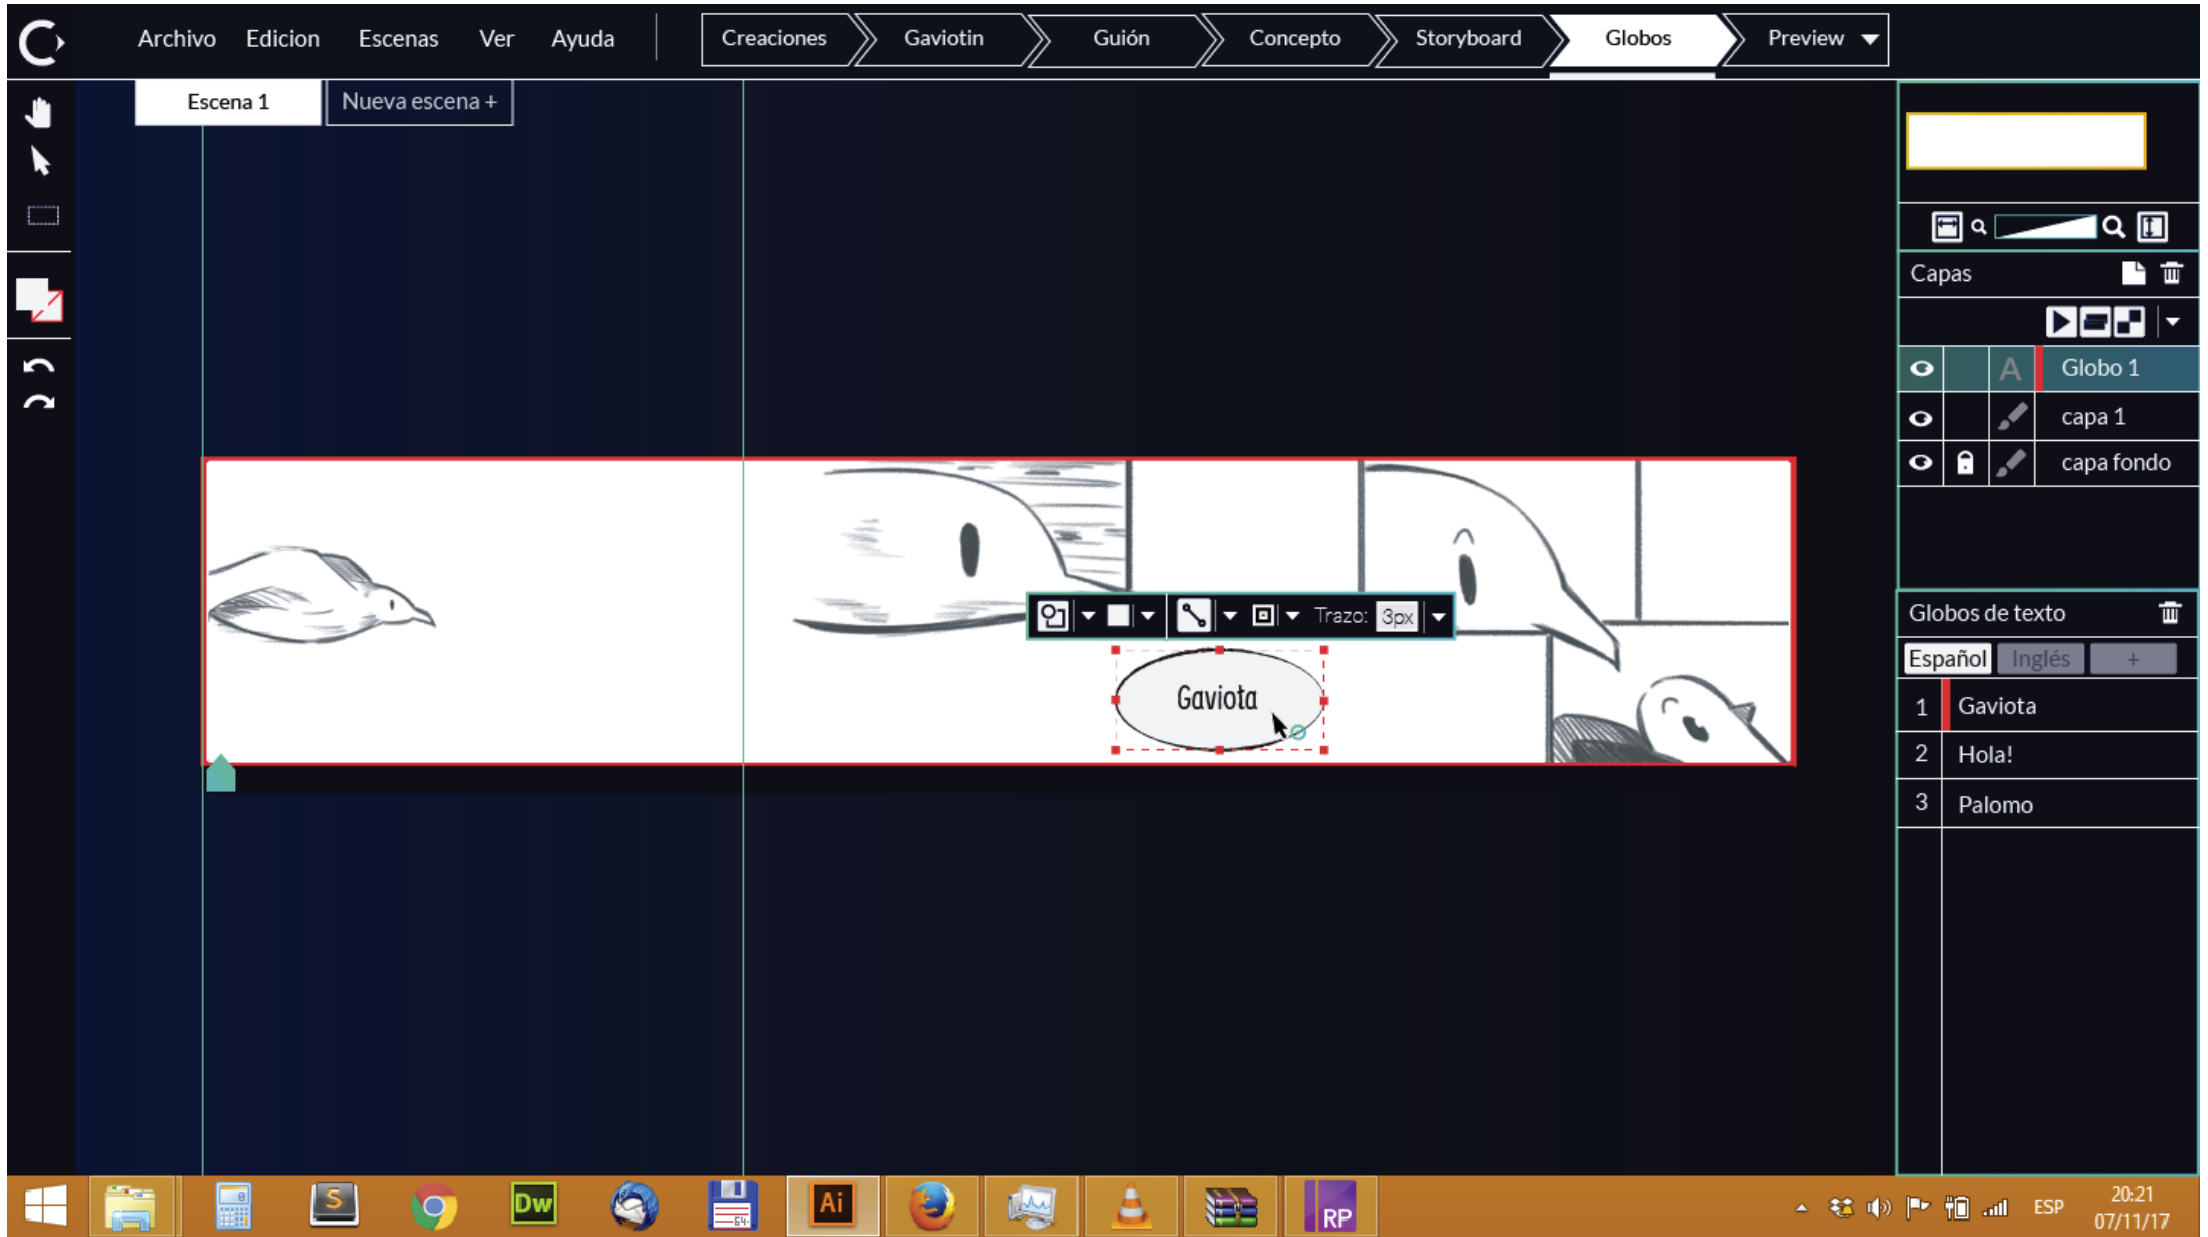 Archivo Edicion Escenas Ver Ayuda Creaciones Gaviotin Guión Concepto Storyboard Globos Preview
Escena 1 Nueva escena +
Capas
A Globo 1
capa 1
capa fondo
Trazo: 3px
Gaviota
Globos de texto
Español Inglés +
1 Gaviota
2 Hola!
3 Palomo
S Dw 64 Ai RP ESP 20:21
07/11/17